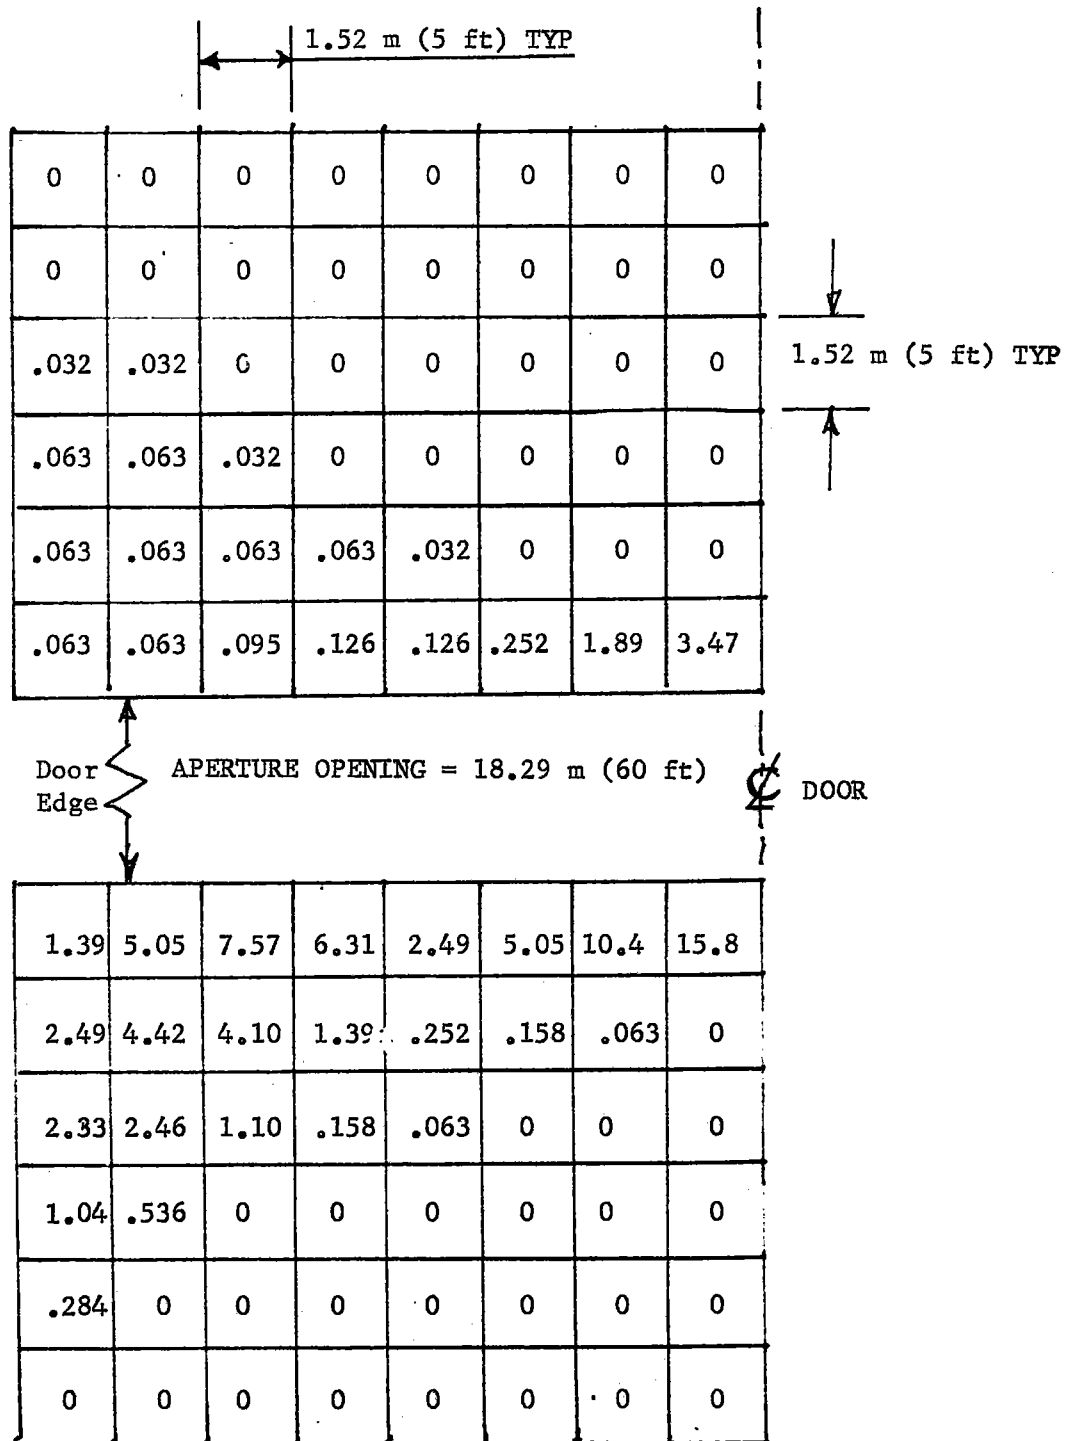 1.52 m (5 ft) TYP
0 0 0 0 0 0 0 0
0 0 0 0 0 0 0 0
.032 .032 0 0 0 0 0 0
1.52 m (5 ft) TYP
.063 .063 .032 0 0 0 0 0
.063 .063 .063 .063 .032 0 0 0
.063 .063 .095 .126 .126 .252 1.89 3.47
Door
Edge
APERTURE OPENING = 18.29 m (60 ft)
℄ DOOR
1.39 5.05 7.57 6.31 2.49 5.05 10.4 15.8
2.49 4.42 4.10 1.39 .252 .158 .063 0
2.33 2.46 1.10 .158 .063 0 0 0
1.04 .536 0 0 0 0 0 0
.284 0 0 0 0 0 0 0
0 0 0 0 0 0 0 0